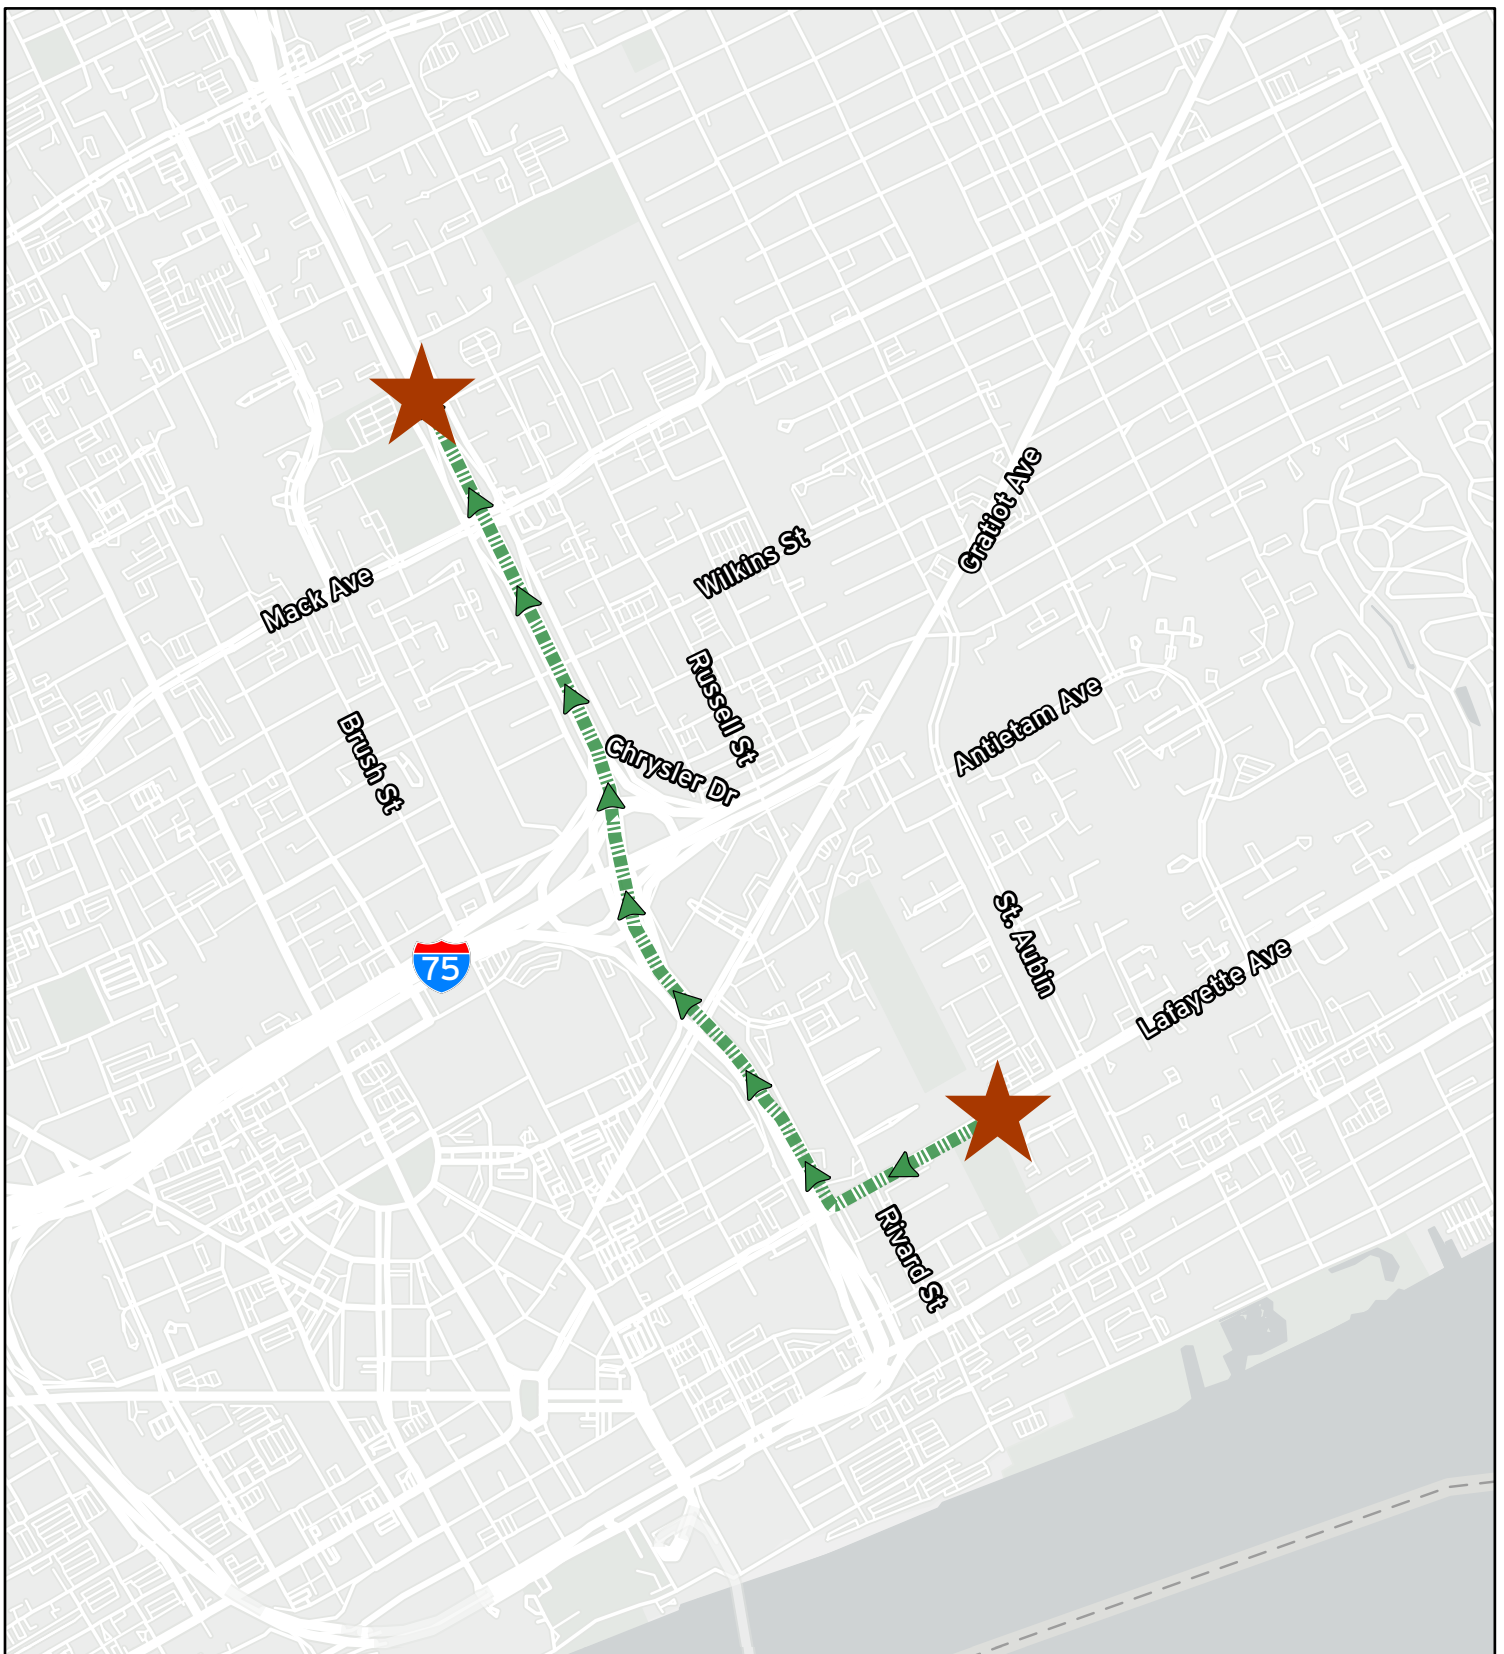 Gratiot Ave
Wilkins St
Mack Ave
Russell St
Antietam Ave
Brush St
Chrysler Dr
St. Aubin
75
Lafayette Ave
Rivard St